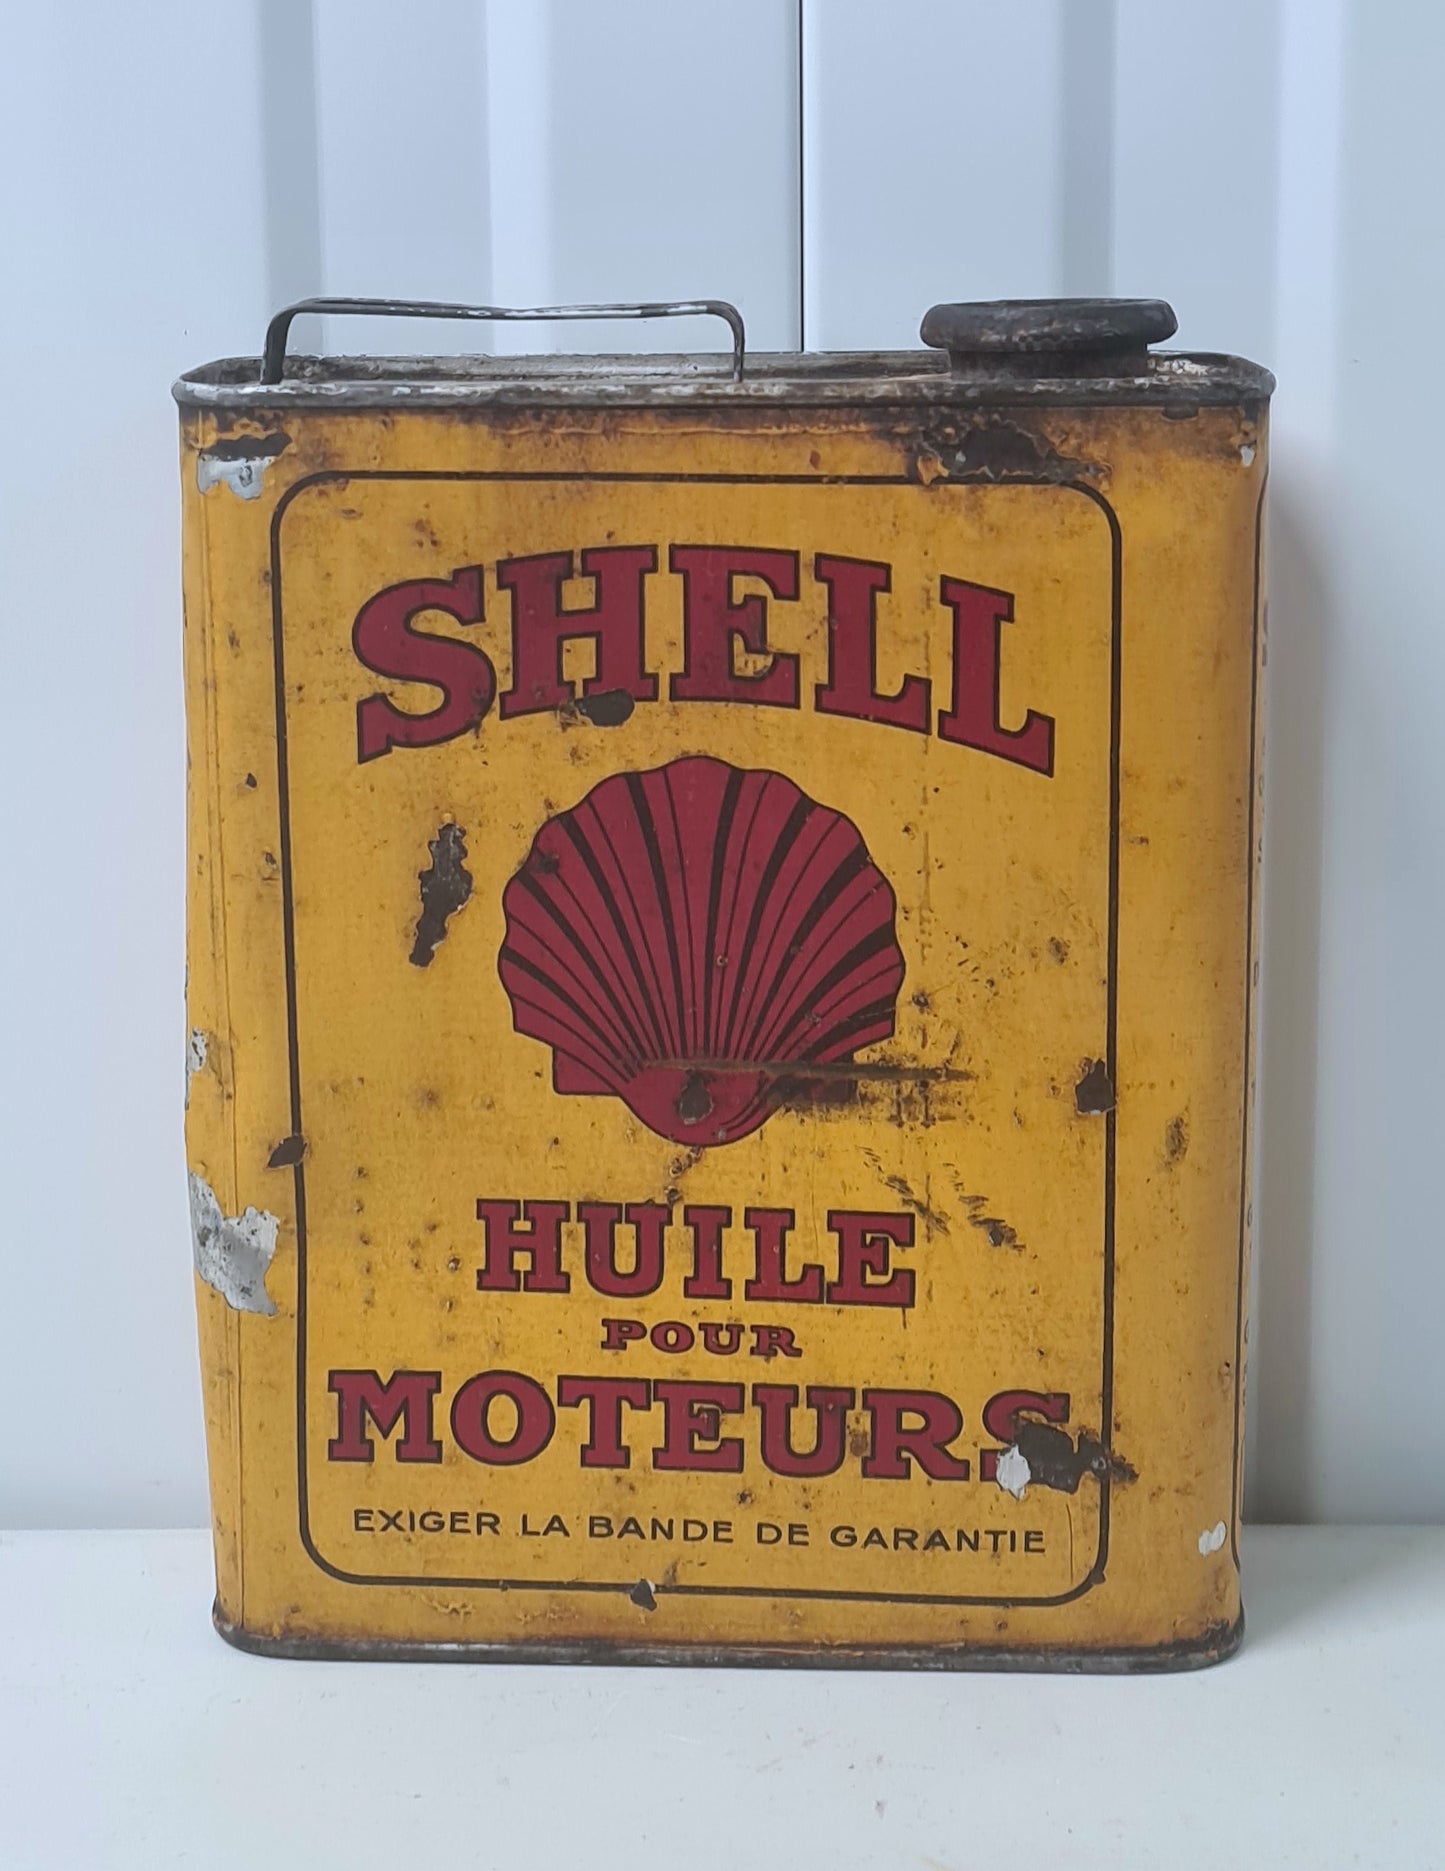 SHELL
HUILE
POUR
MOTEURS
EXIGER LA BANDE DE GARANTIE